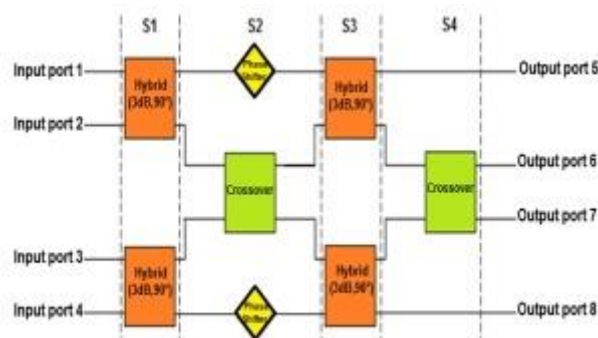 S1 S2 S3 S4
Input port 1
Phase
Shifter
Output port 5
Hybrid
(3dB,90°)
Hybrid
(3dB,90°)
Input port 2
Crossover
Crossover
Output port 6
Output port 7
Input port 3
Hybrid
(3dB,90°)
Hybrid
(3dB,90°)
Input port 4
Phase
Shifter
Output port 8